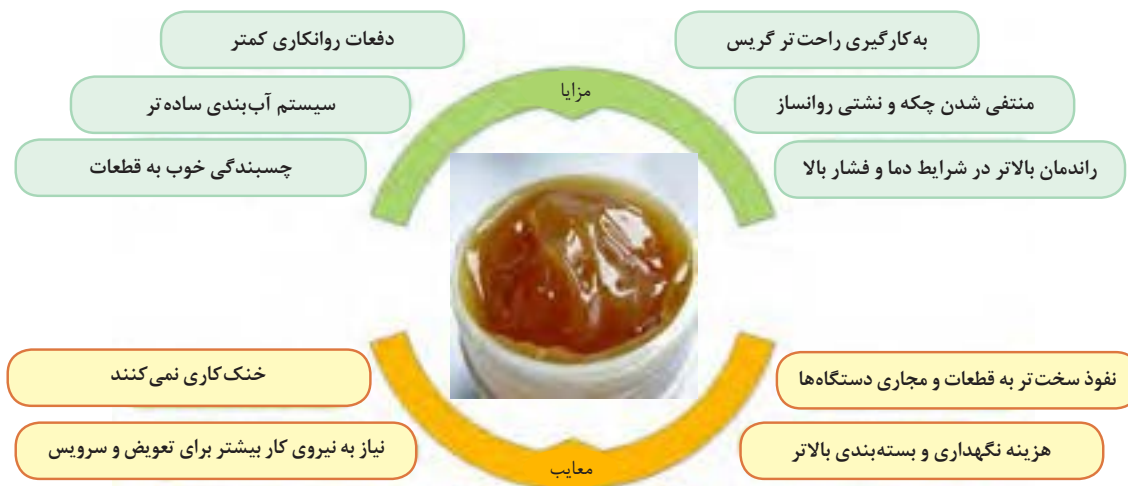 به‌کارگیری راحت‌تر گریس
دفعات روانکاری کمتر
مزایا
منتفی شدن چکه و نشتی روانساز
سیستم آب‌بندی ساده‌تر
راندمان بالاتر در شرایط دما و فشار بالا
چسبندگی خوب به قطعات
نفوذ سخت‌تر به قطعات و مجاری دستگاه‌ها
خنک‌کاری نمی‌کنند
هزینه نگهداری و بسته‌بندی بالاتر
نیاز به نیروی کار بیشتر برای تعویض و سرویس
معایب